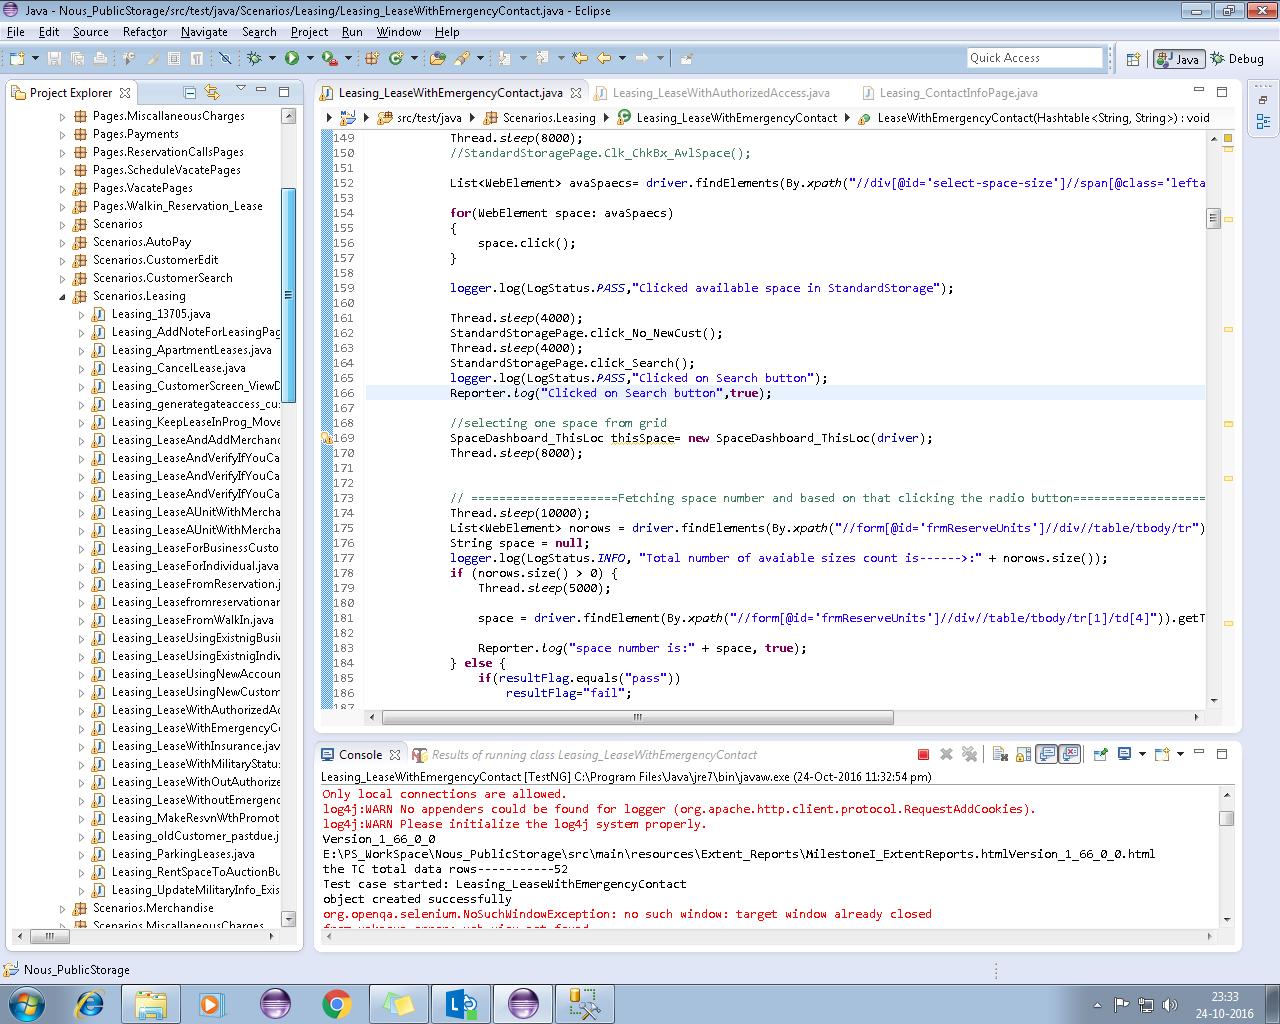 Java - Nous_PublicStorage/src/test/java/Scenarios/Leasing/Leasing_LeaseWithEmergencyContact.java - Eclipse
File Edit Source Refactor Navigate Search Project Run Window Help
Quick Access
Java
Debug
Project Explorer
Pages.MiscallaneousCharges
Pages.Payments
Pages.ReservationCallsPages
Pages.ScheduleVacatePages
Pages.VacatePages
Pages.Walkin_Reservation_Lease
Scenarios
Scenarios.AutoPay
Scenarios.CustomerEdit
Scenarios.CustomerSearch
Scenarios.Leasing
Leasing_13705.java
Leasing_AddNoteForLeasingPag
Leasing_ApartmentLeases.java
Leasing_CancelLease.java
Leasing_CustomerScreen_ViewD
Leasing_generategateaccess_cu
Leasing_KeepLeaseInProg_Move
Leasing_LeaseAndAddMerchan
Leasing_LeaseAndVerifyIfYouCa
Leasing_LeaseAndVerifyIfYouCa
Leasing_LeaseAndVerifyIfYouCa
Leasing_LeaseAUnitWithMercha
Leasing_LeaseAUnitWithMercha
Leasing_LeaseForBusinessCusto
Leasing_LeaseForIndividual.java
Leasing_LeaseFromReservation.j
Leasing_Leasefromreservationar
Leasing_LeaseFromWalkIn.java
Leasing_LeaseUsingExistnigBusi
Leasing_LeaseUsingExistnigIndiv
Leasing_LeaseUsingNewAccoun
Leasing_LeaseUsingNewCustom
Leasing_LeaseWithAuthorizedAc
Leasing_LeaseWithEmergencyCo
Leasing_LeaseWithInsurance.jav
Leasing_LeaseWithMilitaryStatu
Leasing_LeaseWithOutAuthorize
Leasing_LeaseWithoutEmergenc
Leasing_MakeResvnWthPromot
Leasing_oldCustomer_pastdue.j
Leasing_ParkingLeases.java
Leasing_RentSpaceToAuctionBu
Leasing_UpdateMilitaryInfo_Exis
Scenarios.Merchandise
Scenarios.MiscallaneousCharges
Leasing_LeaseWithEmergencyContact.java Leasing_LeaseWithAuthorizedAccess.java Leasing_ContactInfoPage.java
src/test/java Scenarios.Leasing Leasing_LeaseWithEmergencyContact LeaseWithEmergencyContact(Hashtable<String, String>) : void
149 Thread.sleep(8000);
150 //StandardStoragePage.Clk_ChkBx_AvlSpace();
151
152 List<WebElement> avaSpaecs= driver.findElements(By.xpath("//div[@id='select-space-size']//span[@class='lefta
153
154 for(WebElement space: avaSpaecs)
155 {
156 space.click();
157 }
158
159 logger.log(LogStatus.PASS,"Clicked available space in StandardStorage");
160
161 Thread.sleep(4000);
162 StandardStoragePage.click_No_NewCust();
163 Thread.sleep(4000);
164 StandardStoragePage.click_Search();
165 logger.log(LogStatus.PASS,"Clicked on Search button");
166 Reporter.log("Clicked on Search button",true);
167
168 //selecting one space from grid
169 SpaceDashboard_ThisLoc thisSpace= new SpaceDashboard_ThisLoc(driver);
170 Thread.sleep(8000);
171
172
173 // =====================Fetching space number and based on that clicking the radio button===================
174 Thread.sleep(10000);
175 List<WebElement> norows = driver.findElements(By.xpath("//form[@id='frmReserveUnits']//div//table/tbody/tr")
176 String space = null;
177 logger.log(LogStatus.INFO, "Total number of avaiable sizes count is------>:" + norows.size());
178 if (norows.size() > 0) {
179 Thread.sleep(5000);
180
181 space = driver.findElement(By.xpath("//form[@id='frmReserveUnits']//div//table/tbody/tr[1]/td[4]")).getT
182
183 Reporter.log("space number is:" + space, true);
184 } else {
185 if(resultFlag.equals("pass"))
186 resultFlag="fail";
187
Console Results of running class Leasing_LeaseWithEmergencyContact
Leasing_LeaseWithEmergencyContact [TestNG] C:\Program Files\Java\jre7\bin\javaw.exe (24-Oct-2016 11:32:54 pm)
Only local connections are allowed.
log4j:WARN No appenders could be found for logger (org.apache.http.client.protocol.RequestAddCookies).
log4j:WARN Please initialize the log4j system properly.
Version_1_66_0_0
E:\PS_WorkSpace\Nous_PublicStorage\src\main\resources\Extent_Reports\MilestoneI_ExtentReports.htmlVersion_1_66_0_0.html
the TC total data rows-----------52
Test case started: Leasing_LeaseWithEmergencyContact
object created successfully
org.openqa.selenium.NoSuchWindowException: no such window: target window already closed
Nous_PublicStorage
23:33
24-10-2016